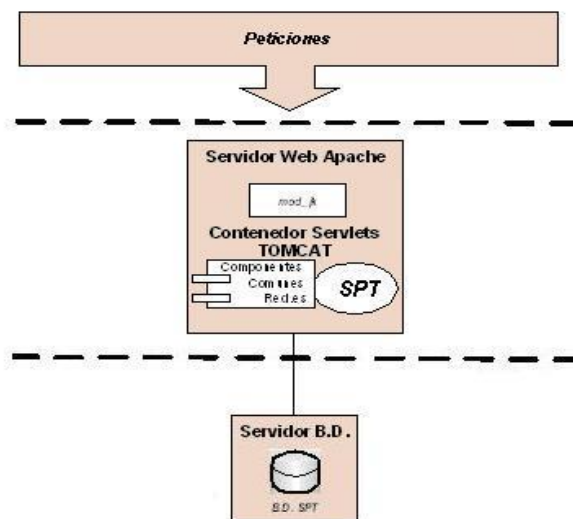 Peticiones
Servidor Web Apache
mod_jk
Contenedor Servlets
TOMCAT
Componentes
Comunes
Redes
SPT
Servidor B.D.
B.D. SPT